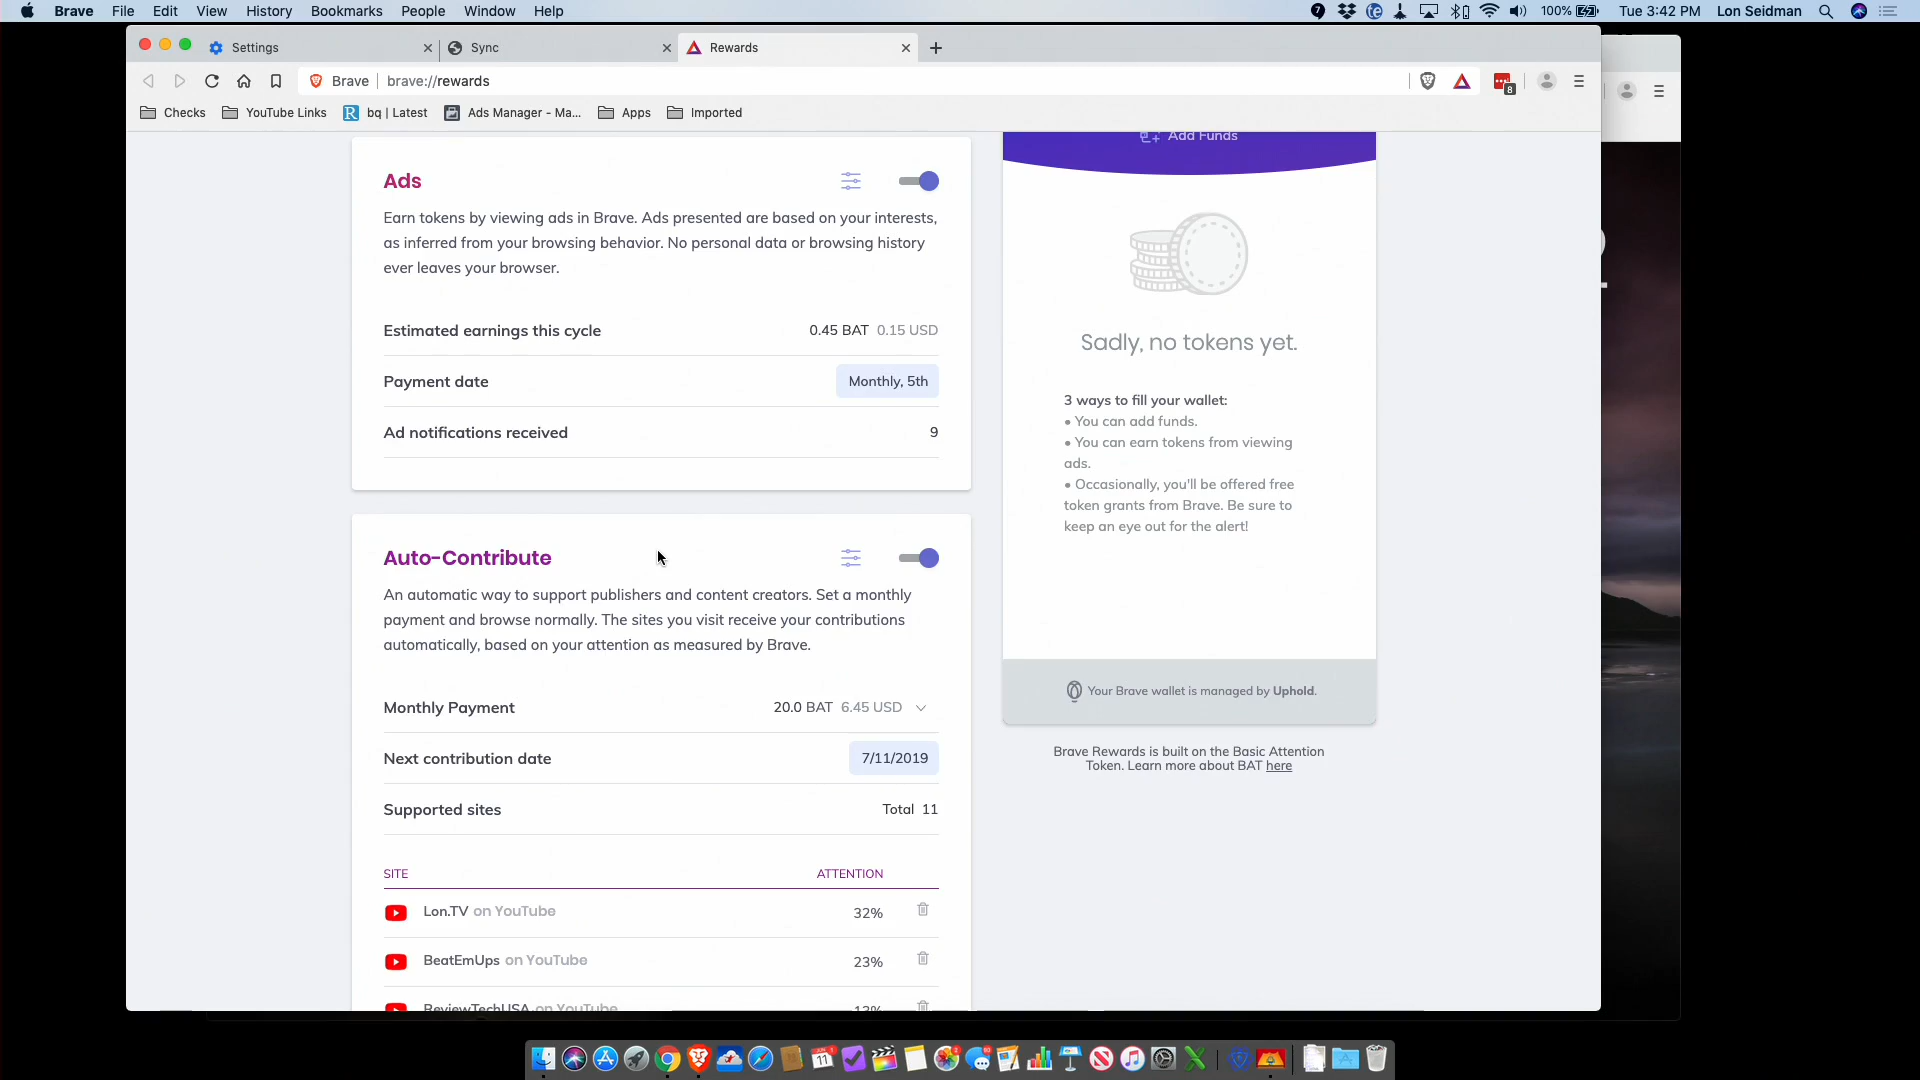 Brave File Edit View History Bookmarks People Window Help
100% Tue 3:42 PM Lon Seidman
Settings Sync Rewards
Brave brave://rewards
8
Checks YouTube Links bq | Latest Ads Manager - Ma... Apps Imported
Ads
Earn tokens by viewing ads in Brave. Ads presented are based on your interests,
as inferred from your browsing behavior. No personal data or browsing history
ever leaves your browser.
Estimated earnings this cycle 0.45 BAT 0.15 USD
Payment date Monthly, 5th
Ad notifications received 9
Auto-Contribute
An automatic way to support publishers and content creators. Set a monthly
payment and browse normally. The sites you visit receive your contributions
automatically, based on your attention as measured by Brave.
Monthly Payment 20.0 BAT 6.45 USD
Next contribution date 7/11/2019
Supported sites Total 11
SITE ATTENTION
Lon.TV on YouTube 32%
BeatEmUps on YouTube 23%
ReviewTechUSA on YouTube 13%
Add Funds
Sadly, no tokens yet.
3 ways to fill your wallet:
• You can add funds.
• You can earn tokens from viewing
ads.
• Occasionally, you'll be offered free
token grants from Brave. Be sure to
keep an eye out for the alert!
Your Brave wallet is managed by Uphold.
Brave Rewards is built on the Basic Attention
Token. Learn more about BAT here